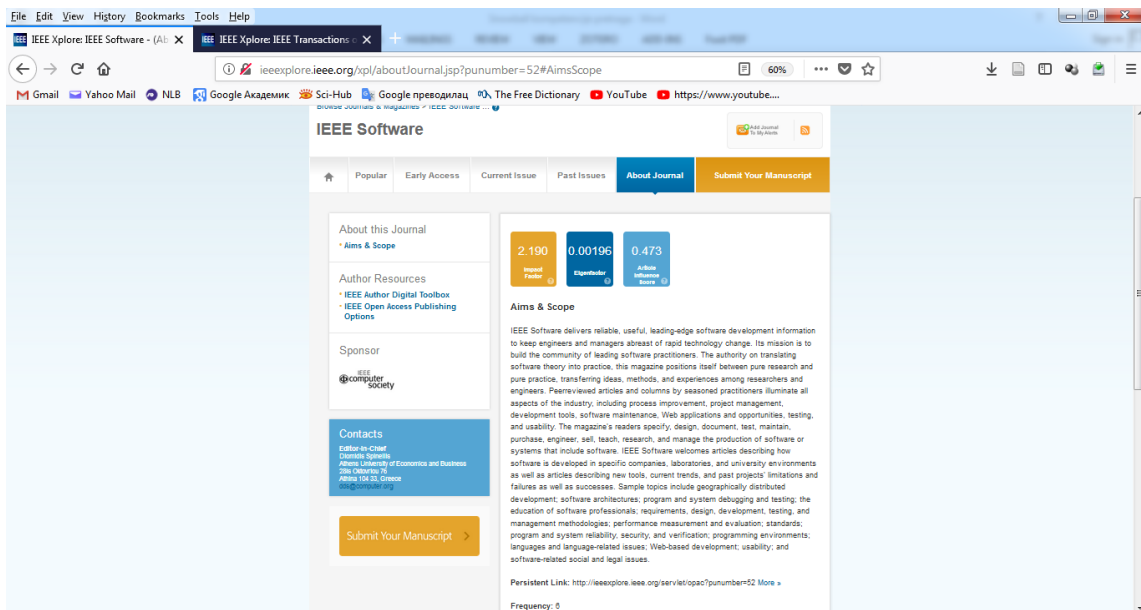 File Edit View History Bookmarks Tools Help
IEEE Xplore: IEEE Software - (Ab
IEEE Xplore: IEEE Transactions o
ieeexplore.ieee.org/xpl/aboutJournal.jsp?punumber=52#AimsScope
60%
Gmail Yahoo Mail NLB Google Академик Sci-Hub Google преводилац The Free Dictionary YouTube https://www.youtube....
Browse Journals & Magazines > IEEE Software ...
IEEE Software
Add Journal
To My Alerts
Popular Early Access Current Issue Past Issues About Journal Submit Your Manuscript
About this Journal
Aims & Scope
Author Resources
IEEE Author Digital Toolbox
IEEE Open Access Publishing
Options
Sponsor
IEEE
computer
society
Contacts
Editor-in-Chief
Diomidis Spinellis
Athens University of Economics and Business
Athina 104 33, Greece
dds@computer.org
Submit Your Manuscript
2.190
Impact
Factor
0.00196
Eigenfactor
0.473
Article
Influence
Score
Aims & Scope
IEEE Software delivers reliable, useful, leading-edge software development information
to keep engineers and managers abreast of rapid technology change. Its mission is to
build the community of leading software practitioners. The authority on translating
software theory into practice, this magazine positions itself between pure research and
pure practice, transferring ideas, methods, and experiences among researchers and
engineers. Peerreviewed articles and columns by seasoned practitioners illuminate all
aspects of the industry, including process improvement, project management,
development tools, software maintenance, Web applications and opportunities, testing,
and usability. The magazine's readers specify, design, document, test, maintain,
purchase, engineer, sell, teach, research, and manage the production of software or
systems that include software. IEEE Software welcomes articles describing how
software is developed in specific companies, laboratories, and university environments
as well as articles describing new tools, current trends, and past projects' limitations and
failures as well as successes. Sample topics include geographically distributed
development; software architectures; program and system debugging and testing; the
education of software professionals; requirements, design, development, testing, and
management methodologies; performance measurement and evaluation; standards;
program and system reliability, security, and verification; programming environments;
languages and language-related issues; Web-based development; usability; and
software-related social and legal issues.
Persistent Link: http://ieeexplore.ieee.org/servlet/opac?punumber=52 More »
Frequency: 6